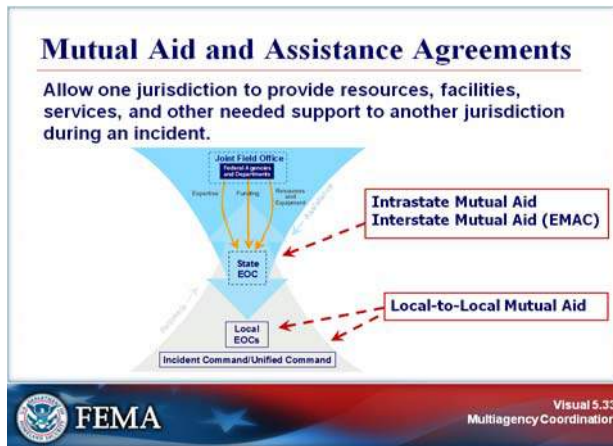 Mutual Aid and Assistance Agreements
Allow one jurisdiction to provide resources, facilities,
services, and other needed support to another jurisdiction
during an incident.
Joint Field Office
Federal Agencies
and Departments
Expertise
Funding
Resources
and
Equipment
Assistance
Intrastate Mutual Aid
Interstate Mutual Aid (EMAC)
State
EOC
Local-to-Local Mutual Aid
Local
EOCs
Incident Command/Unified Command
FEMA
Visual 5.33
Multiagency Coordination